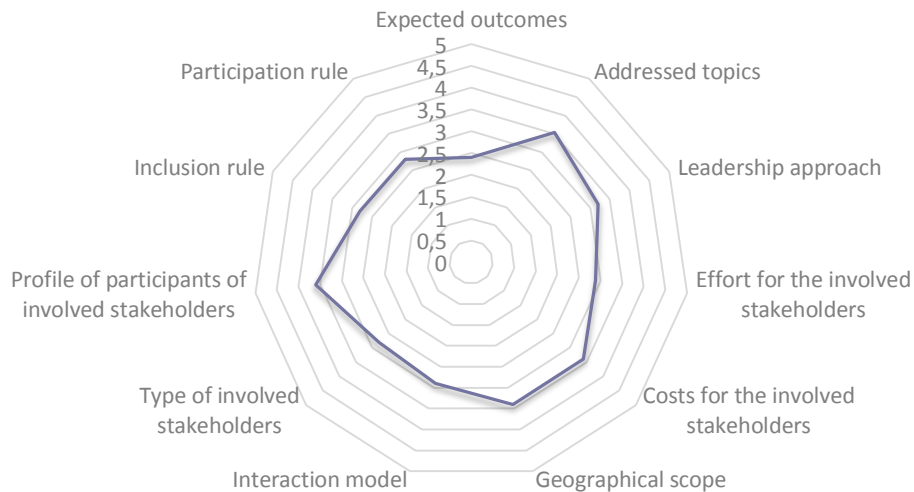 Expected outcomes
5
4,5
4
3,5
3
2,5
2
1,5
1
0,5
0
Addressed topics
Leadership approach
Effort for the involved
stakeholders
Costs for the involved
stakeholders
Geographical scope
Interaction model
Type of involved
stakeholders
Profile of participants of
involved stakeholders
Inclusion rule
Participation rule